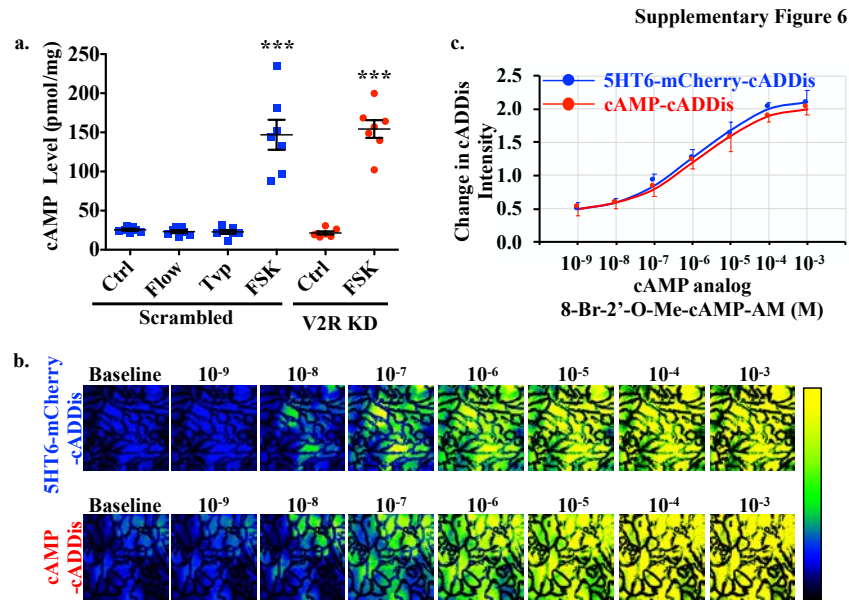 Supplementary Figure 6
a.
***
***
cAMP Level (pmol/mg)
250
200
150
100
50
0
Ctrl
Flow
Tvp
FSK
Ctrl
FSK
Scrambled
V2R KD
c.
5HT6-mCherry-cADDis
cAMP-cADDis
Change in cADDis
Intensity
2.5
2.0
1.5
1.0
0.5
0.0
10-9 10-8 10-7 10-6 10-5 10-4 10-3
cAMP analog
8-Br-2’-O-Me-cAMP-AM (M)
b.
Baseline 10-9 10-8 10-7 10-6 10-5 10-4 10-3
5HT6-mCherry
-cADDis
Baseline 10-9 10-8 10-7 10-6 10-5 10-4 10-3
cAMP
-cADDis